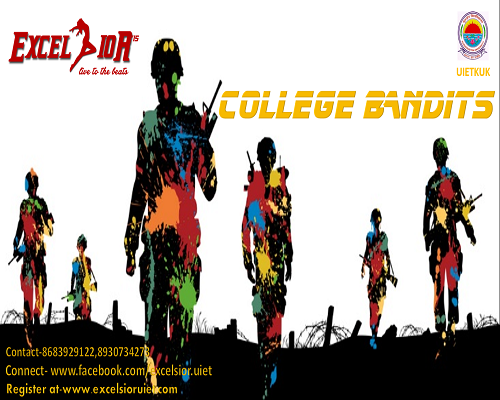 EXCELSIOR'15
live to the beats
UIETKUK
COLLEGE BANDITS
Contact-8683929122,8930734273
Connect- www.facebook.com/excelsior.uiet
Register at-www.excelsioruiet.com